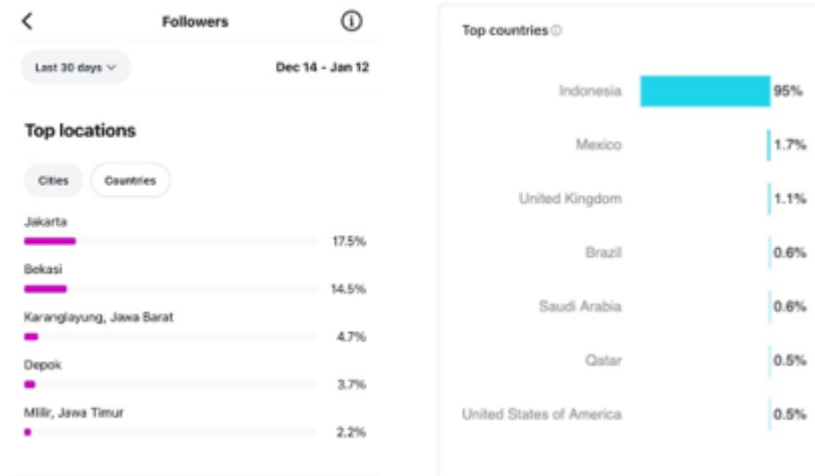 Followers
Last 30 days
Dec 14 - Jan 12
Top locations
Cities
Countries
Jakarta
17.5%
Bekasi
14.5%
Karanglayung, Jawa Barat
4.7%
Depok
3.7%
Mlilir, Jawa Timur
2.2%
Top countries
Indonesia 95%
Mexico 1.7%
United Kingdom 1.1%
Brazil 0.6%
Saudi Arabia 0.6%
Qatar 0.5%
United States of America 0.5%